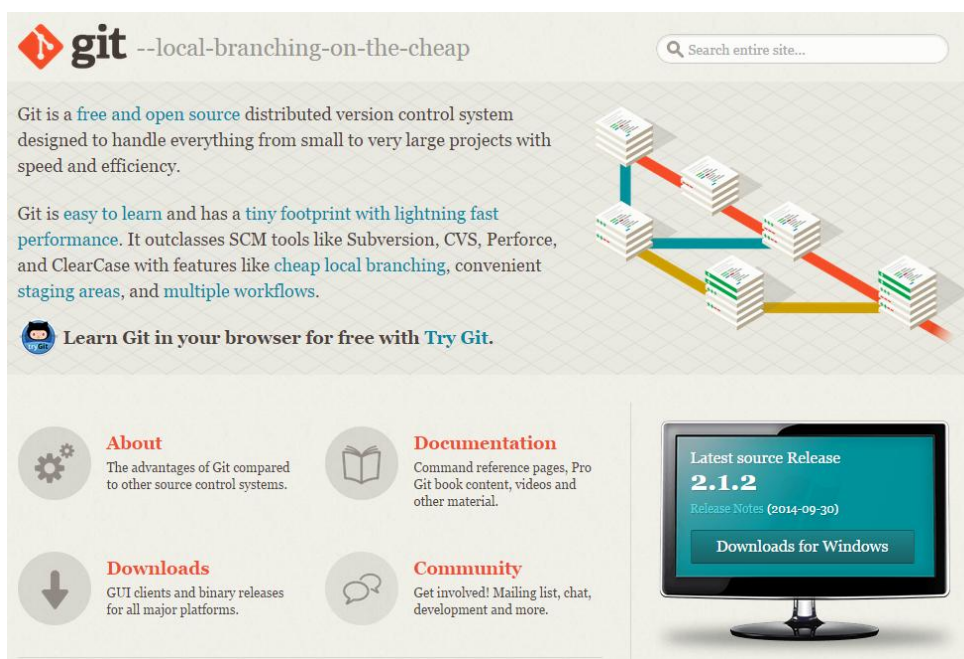 git --local-branching-on-the-cheap
Search entire site...
Git is a free and open source distributed version control system
designed to handle everything from small to very large projects with
speed and efficiency.
Git is easy to learn and has a tiny footprint with lightning fast
performance. It outclasses SCM tools like Subversion, CVS, Perforce,
and ClearCase with features like cheap local branching, convenient
staging areas, and multiple workflows.
Try Git
Learn Git in your browser for free with Try Git.
About
The advantages of Git compared
to other source control systems.
Documentation
Command reference pages, Pro
Git book content, videos and
other material.
Downloads
GUI clients and binary releases
for all major platforms.
Community
Get involved! Mailing list, chat,
development and more.
Latest source Release
2.1.2
Release Notes (2014-09-30)
Downloads for Windows